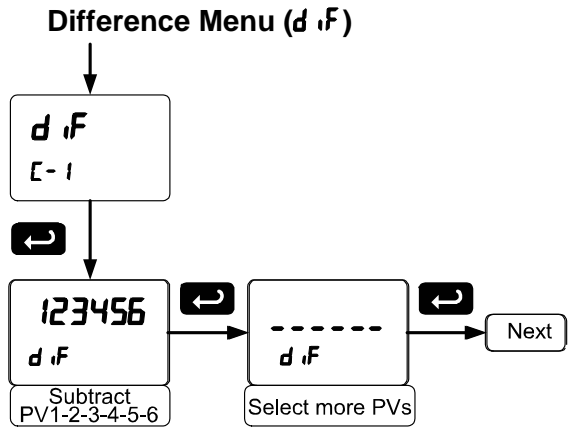 Difference Menu (d iF)
d iF
C-1
123456
d iF
Subtract
PV1-2-3-4-5-6
------
d iF
Select more PVs
Next